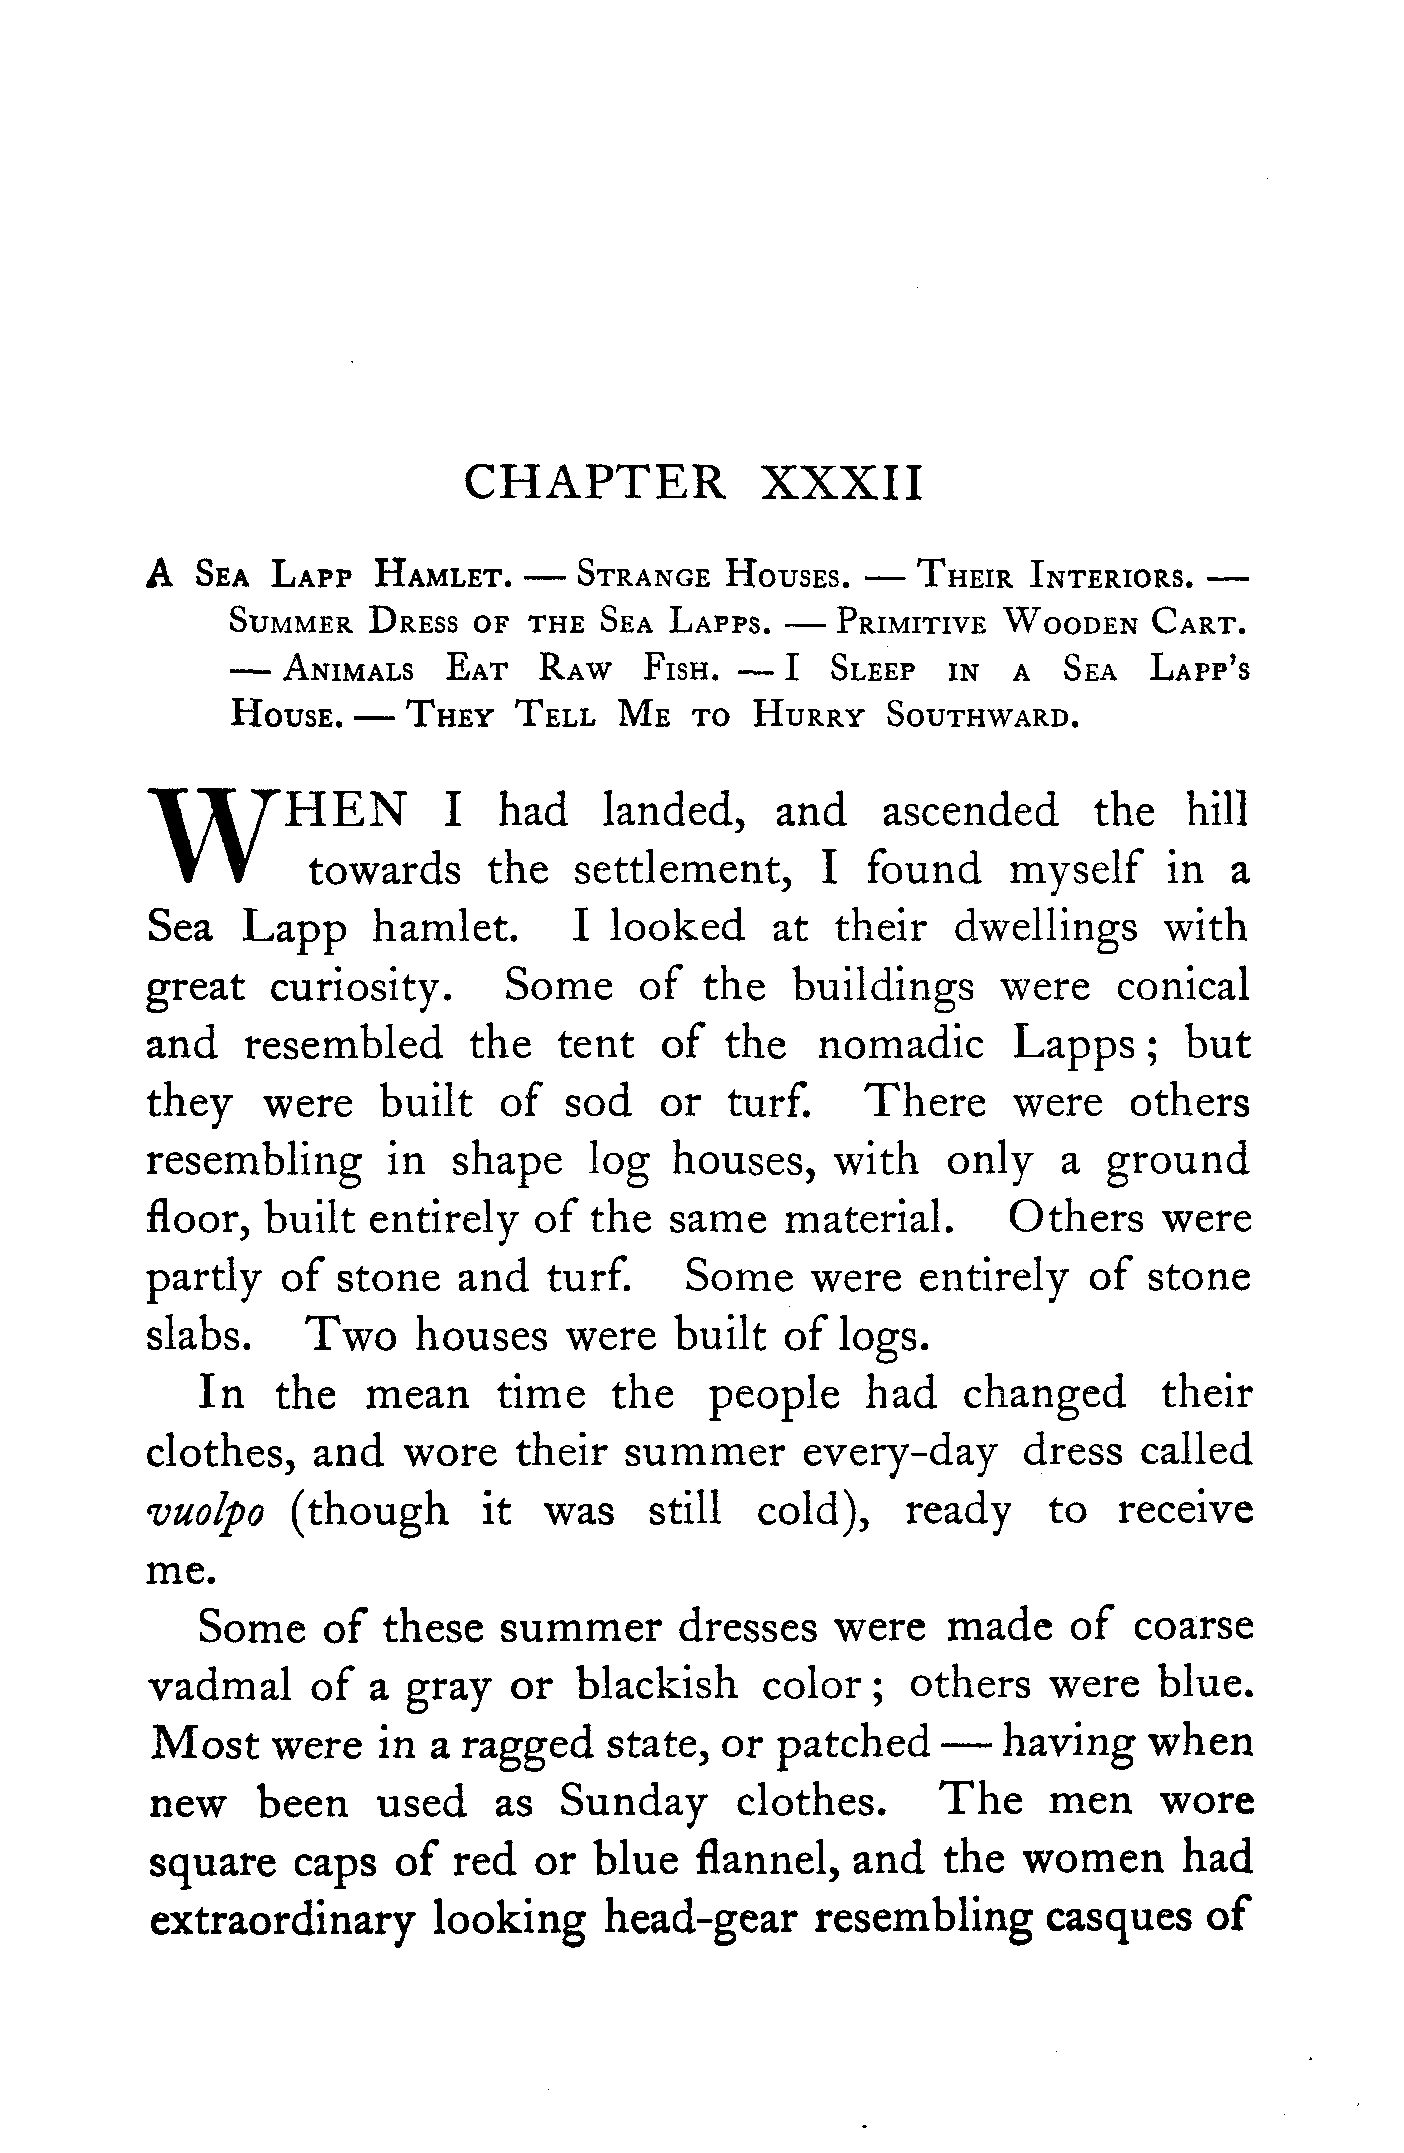 CHAPTER XXXII
A Sea Lapp Hamlet. — Strange Houses. — Their Interiors. —
Summer Dress of the Sea Lapps. — Primitive Wooden Cart.
— Animals Eat Raw Fish. — I Sleep in a Sea Lapp's
House. — They Tell Me to Hurry Southward.
WHEN I had landed, and ascended the hill
towards the settlement, I found myself in a
Sea Lapp hamlet. I looked at their dwellings with
great curiosity. Some of the buildings were conical
and resembled the tent of the nomadic Lapps; but
they were built of sod or turf. There were others
resembling in shape log houses, with only a ground
floor, built entirely of the same material. Others were
partly of stone and turf. Some were entirely of stone
slabs. Two houses were built of logs.
In the mean time the people had changed their
clothes, and wore their summer every-day dress called
vuolpo (though it was still cold), ready to receive
me.
Some of these summer dresses were made of coarse
vadmal of a gray or blackish color; others were blue.
Most were in a ragged state, or patched — having when
new been used as Sunday clothes. The men wore
square caps of red or blue flannel, and the women had
extraordinary looking head-gear resembling casques of